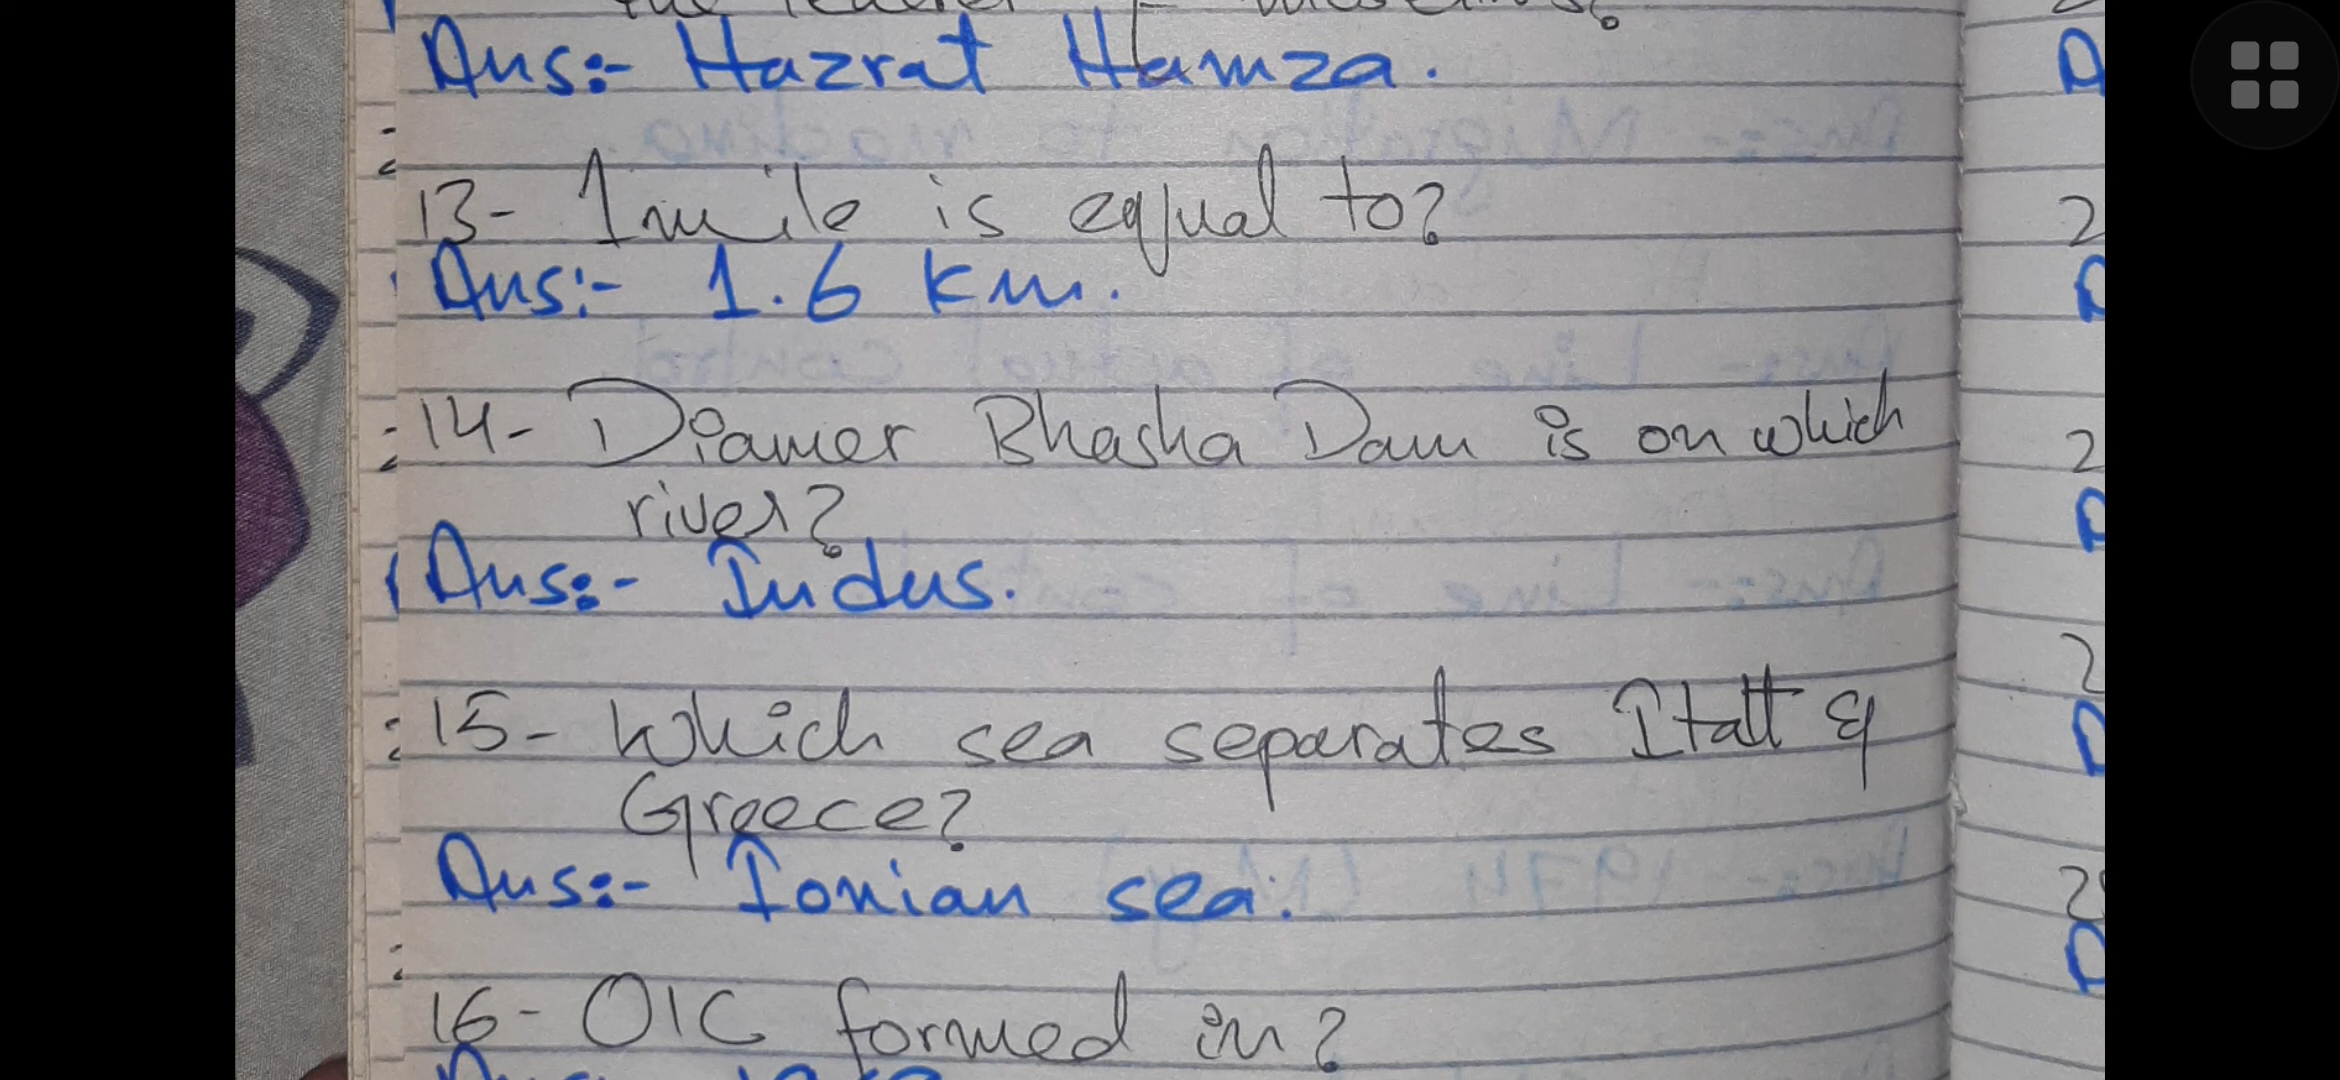 Ans:- Hazrat Hamza.
13- 1 mile is equal to?
Ans:- 1.6 Km.
14- Diamer Bhasha Dam is on which
river?
Ans:- Indus.
15- Which sea separates Italt &
Greece?
Ans:- Ionian sea.
16- OIC formed in?